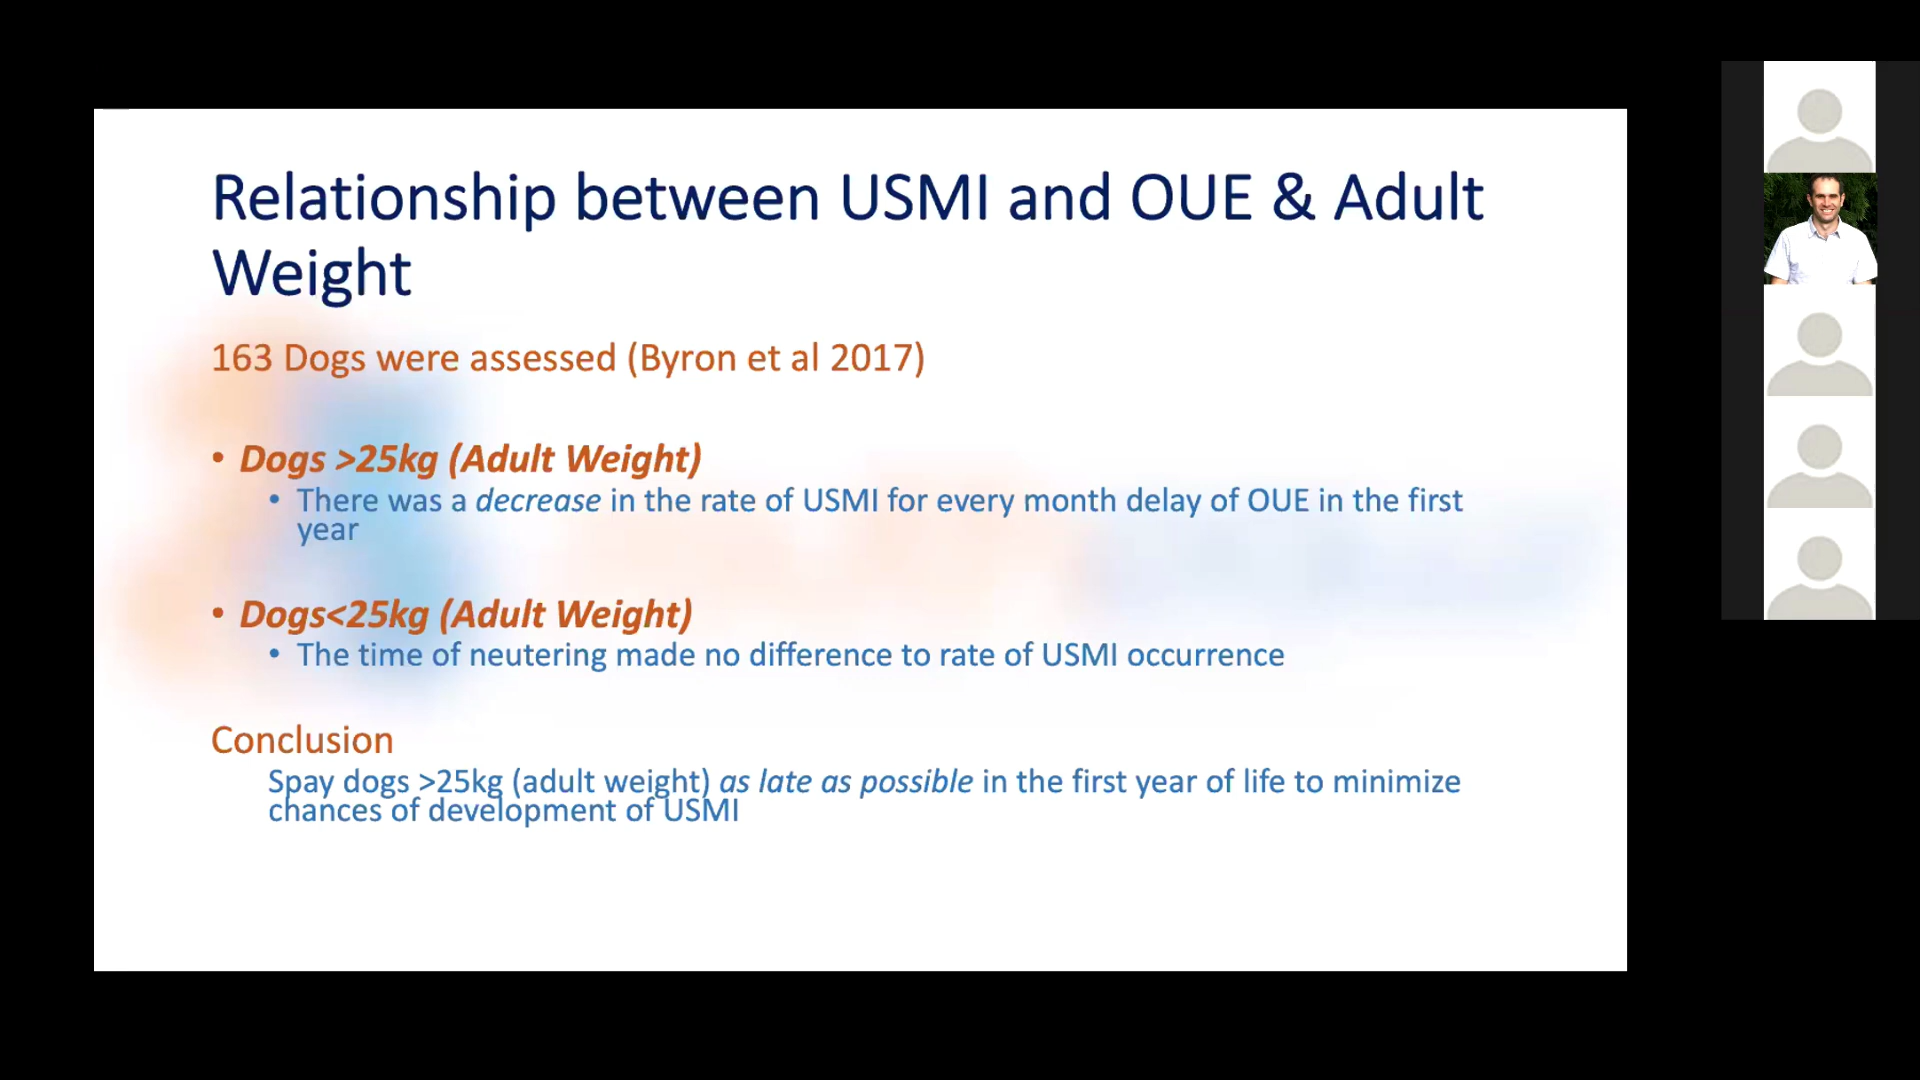 Relationship between USMI and OUE & Adult
Weight
163 Dogs were assessed (Byron et al 2017)
• Dogs >25kg (Adult Weight)
• There was a decrease in the rate of USMI for every month delay of OUE in the first
year
• Dogs<25kg (Adult Weight)
• The time of neutering made no difference to rate of USMI occurrence
Conclusion
Spay dogs >25kg (adult weight) as late as possible in the first year of life to minimize
chances of development of USMI